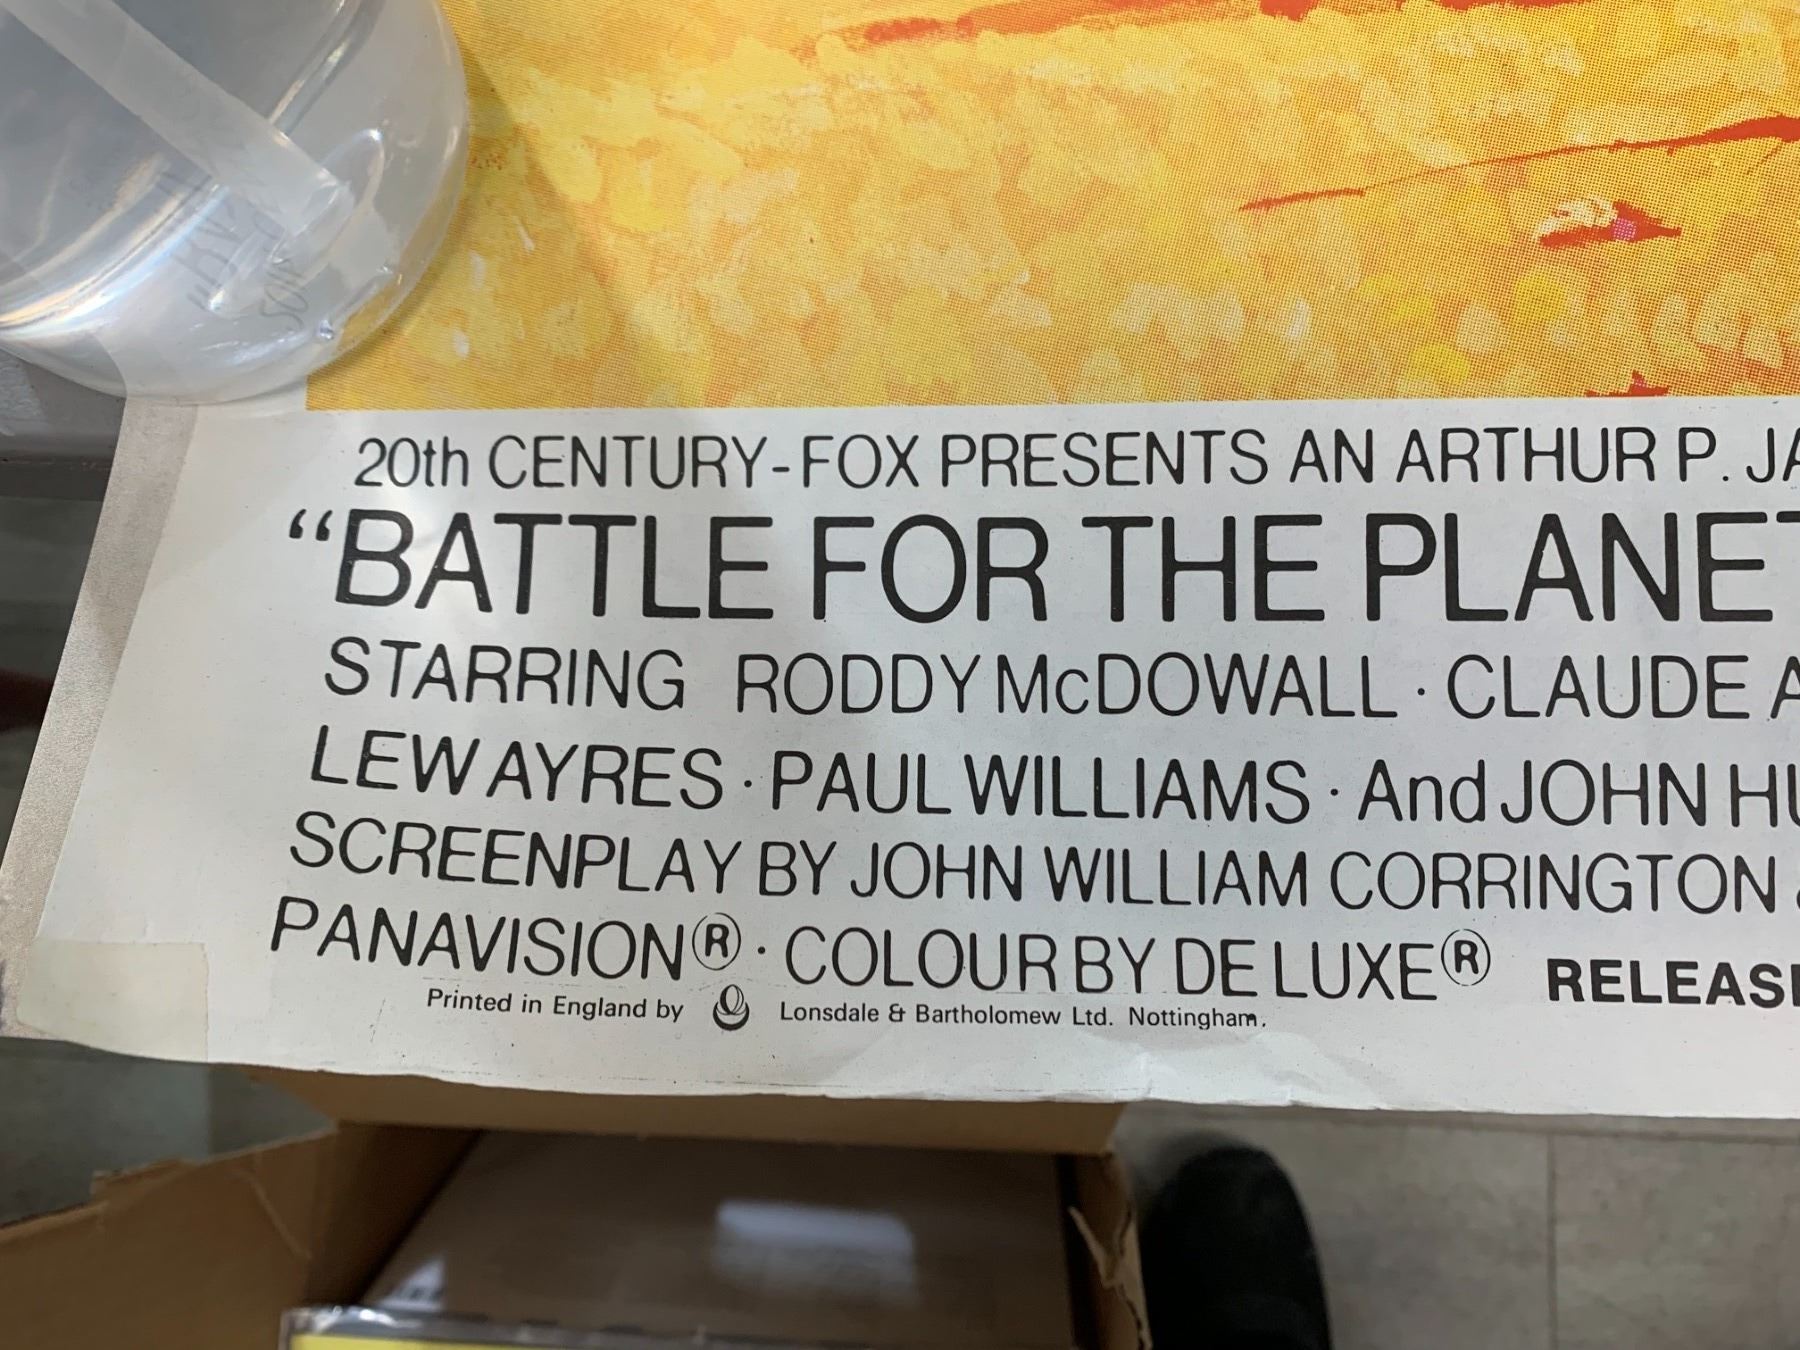 20th CENTURY-FOX PRESENTS AN ARTHUR P. JA
“BATTLE FOR THE PLANET
STARRING RODDY McDOWALL · CLAUDE A
LEW AYRES · PAUL WILLIAMS · And JOHN HU
SCREENPLAY BY JOHN WILLIAM CORRINGTON &
PANAVISION® · COLOUR BY DE LUXE® RELEAS
Printed in England by Lonsdale & Bartholomew Ltd. Nottingham.